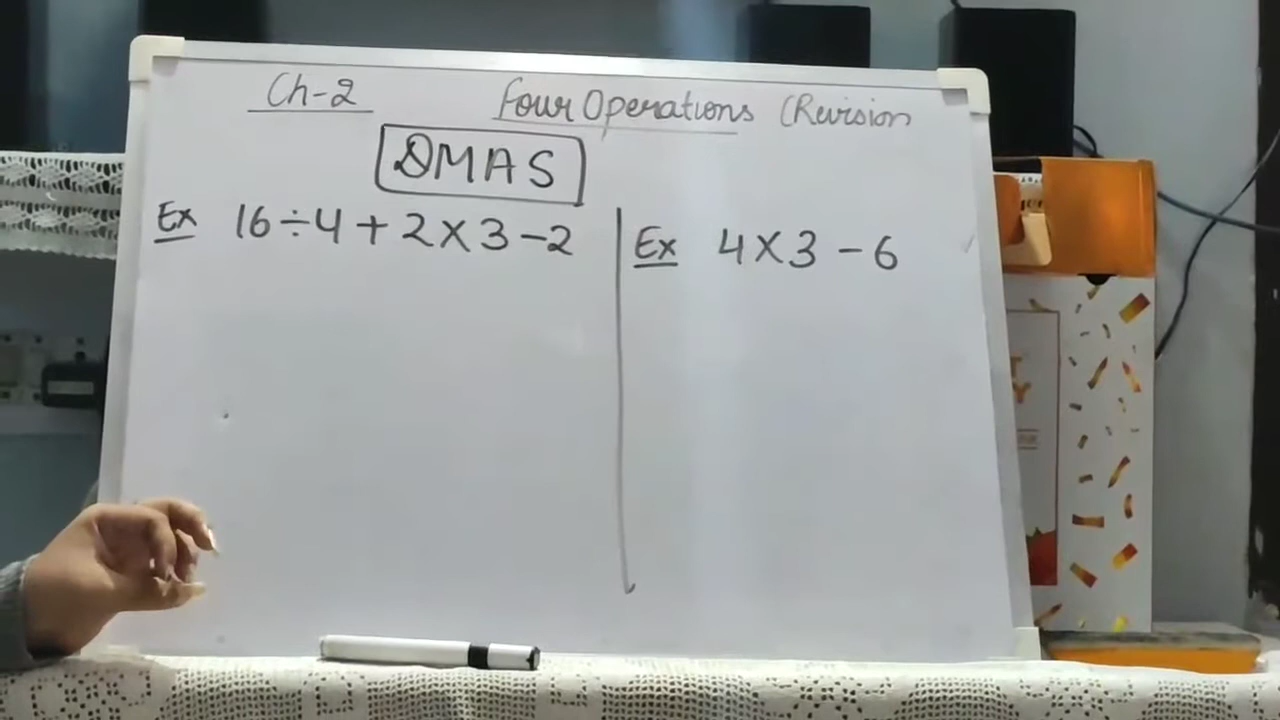 Ch-2
Four Operations (Revision
DMAS
Ex 16÷4+2×3-2
Ex 4×3-6